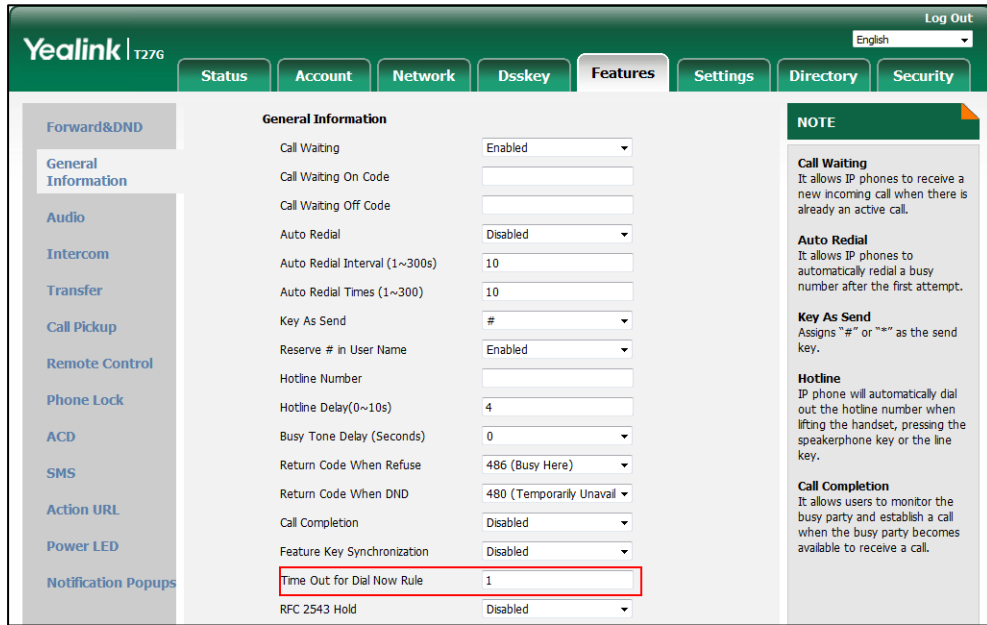 Log Out
Yealink T27G
English
Status Account Network Dsskey Features Settings Directory Security
Forward&DND
General
Information
Audio
Intercom
Transfer
Call Pickup
Remote Control
Phone Lock
ACD
SMS
Action URL
Power LED
Notification Popups
General Information
Call Waiting Enabled
Call Waiting On Code
Call Waiting Off Code
Auto Redial Disabled
Auto Redial Interval (1~300s) 10
Auto Redial Times (1~300) 10
Key As Send #
Reserve # in User Name Enabled
Hotline Number
Hotline Delay(0~10s) 4
Busy Tone Delay (Seconds) 0
Return Code When Refuse 486 (Busy Here)
Return Code When DND 480 (Temporarily Unavail
Call Completion Disabled
Feature Key Synchronization Disabled
Time Out for Dial Now Rule 1
RFC 2543 Hold Disabled
NOTE
Call Waiting
It allows IP phones to receive a
new incoming call when there is
already an active call.
Auto Redial
It allows IP phones to
automatically redial a busy
number after the first attempt.
Key As Send
Assigns "#" or "*" as the send
key.
Hotline
IP phone will automatically dial
out the hotline number when
lifting the handset, pressing the
speakerphone key or the line
key.
Call Completion
It allows users to monitor the
busy party and establish a call
when the busy party becomes
available to receive a call.